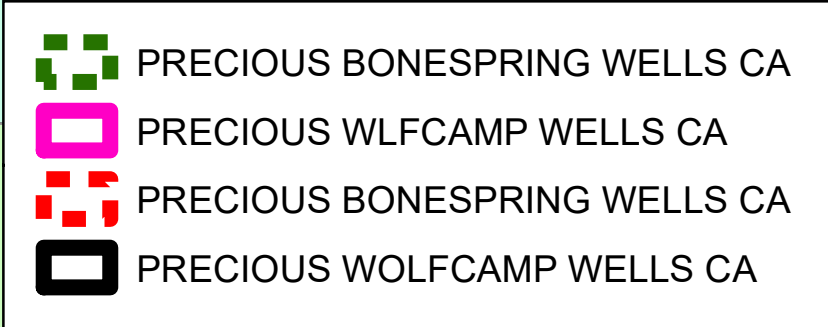 PRECIOUS BONESPRING WELLS CA
PRECIOUS WLFCAMP WELLS CA
PRECIOUS BONESPRING WELLS CA
PRECIOUS WOLFCAMP WELLS CA